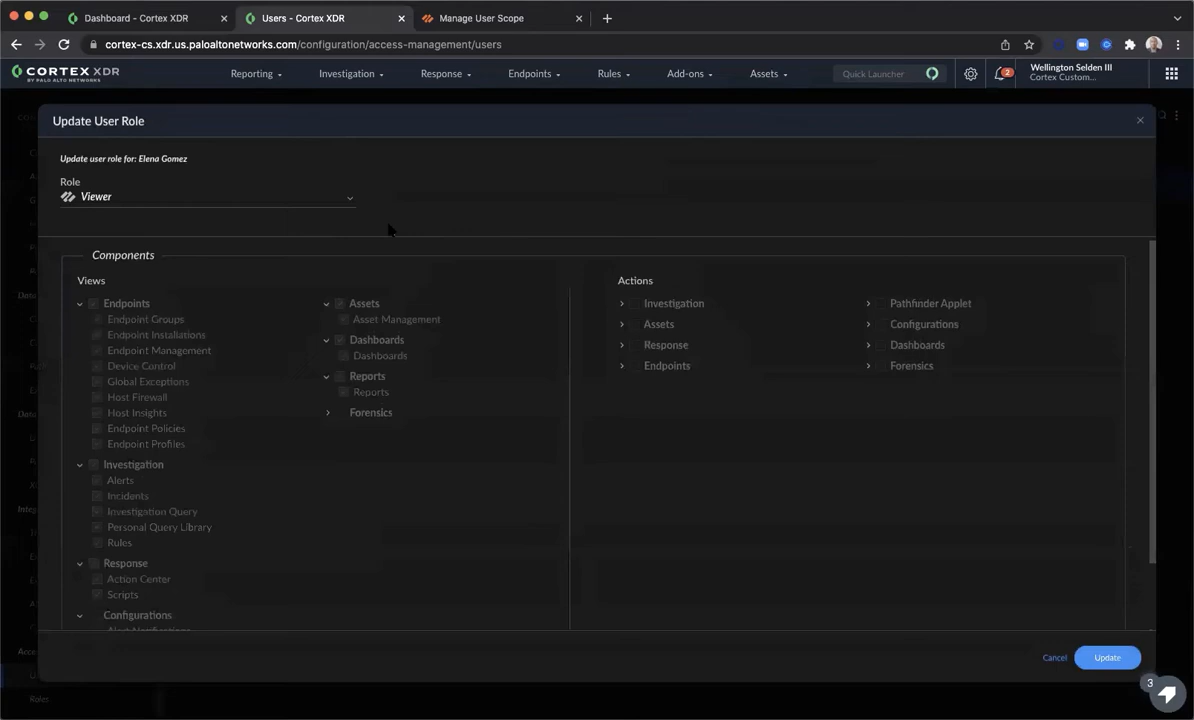 Dashboard - Cortex XDR
Users - Cortex XDR
Manage User Scope
cortex-cs.xdr.us.paloaltonetworks.com/configuration/access-management/users
CORTEX XDR
BY PALO ALTO NETWORKS
Reporting
Investigation
Response
Endpoints
Rules
Add-ons
Assets
Quick Launcher
2
Wellington Selden III
Cortex Custom...
Update User Role
Update user role for: Elena Gomez
Role
Viewer
Components
Views
Endpoints
Endpoint Groups
Endpoint Installations
Endpoint Management
Device Control
Global Exceptions
Host Firewall
Host Insights
Endpoint Policies
Endpoint Profiles
Investigation
Alerts
Incidents
Investigation Query
Personal Query Library
Rules
Response
Action Center
Scripts
Configurations
Alert Notifications
Assets
Asset Management
Dashboards
Dashboards
Reports
Reports
Forensics
Actions
Investigation
Assets
Response
Endpoints
Pathfinder Applet
Configurations
Dashboards
Forensics
Cancel
Update
Roles
3